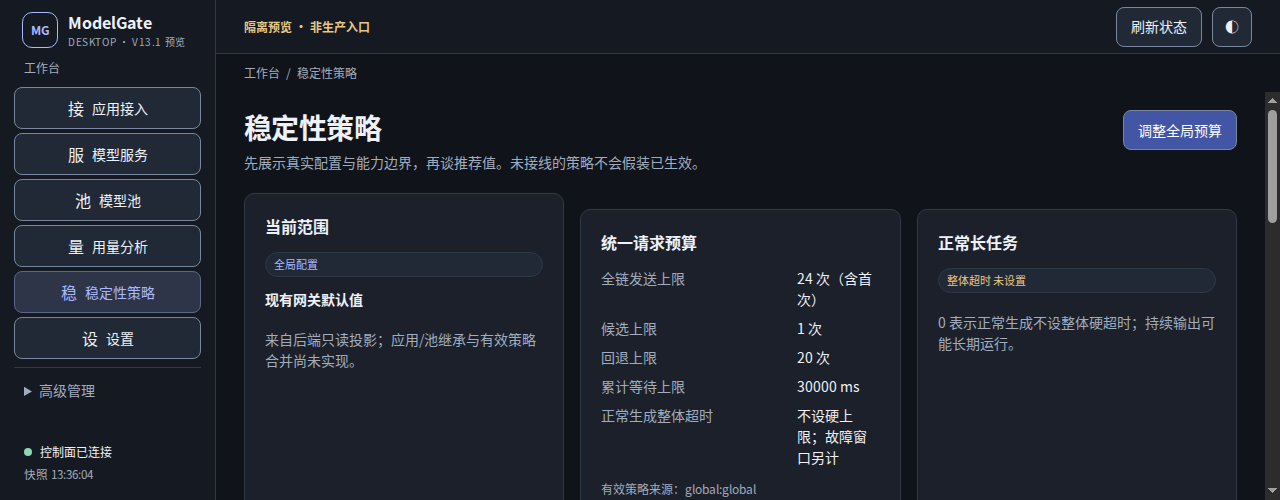 MG
ModelGate
DESKTOP · V13.1 预览
隔离预览 · 非生产入口
刷新状态
工作台
接 应用接入
服 模型服务
池 模型池
量 用量分析
稳 稳定性策略
设 设置
高级管理
控制面已连接
快照 13:36:04
工作台 / 稳定性策略
稳定性策略
先展示真实配置与能力边界，再谈推荐值。未接线的策略不会假装已生效。
调整全局预算
当前范围
全局配置
现有网关默认值
来自后端只读投影；应用/池继承与有效策略
合并尚未实现。
统一请求预算
全链发送上限
24 次（含首
次）
候选上限
1 次
回退上限
20 次
累计等待上限
30000 ms
正常生成整体超时
不设硬上
限；故障窗
口另计
有效策略来源：global:global
正常长任务
整体超时 未设置
0 表示正常生成不设整体硬超时；持续输出可
能长期运行。